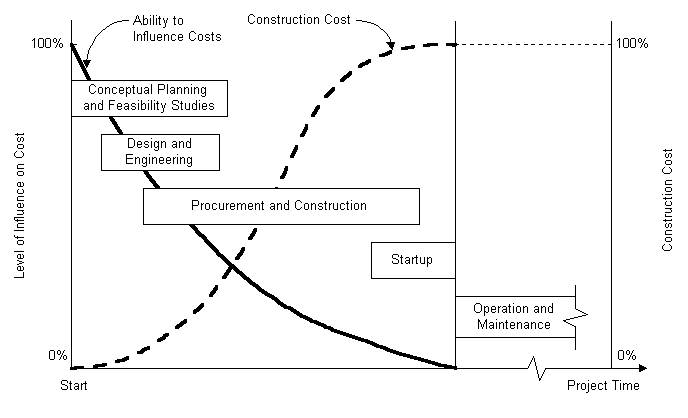 Ability to
Influence Costs
Construction Cost
100%
100%
Conceptual Planning
and Feasibility Studies
Design and
Engineering
Level of Influence on Cost
Construction Cost
Procurement and Construction
Startup
Operation and
Maintenance
0%
0%
Start
Project Time